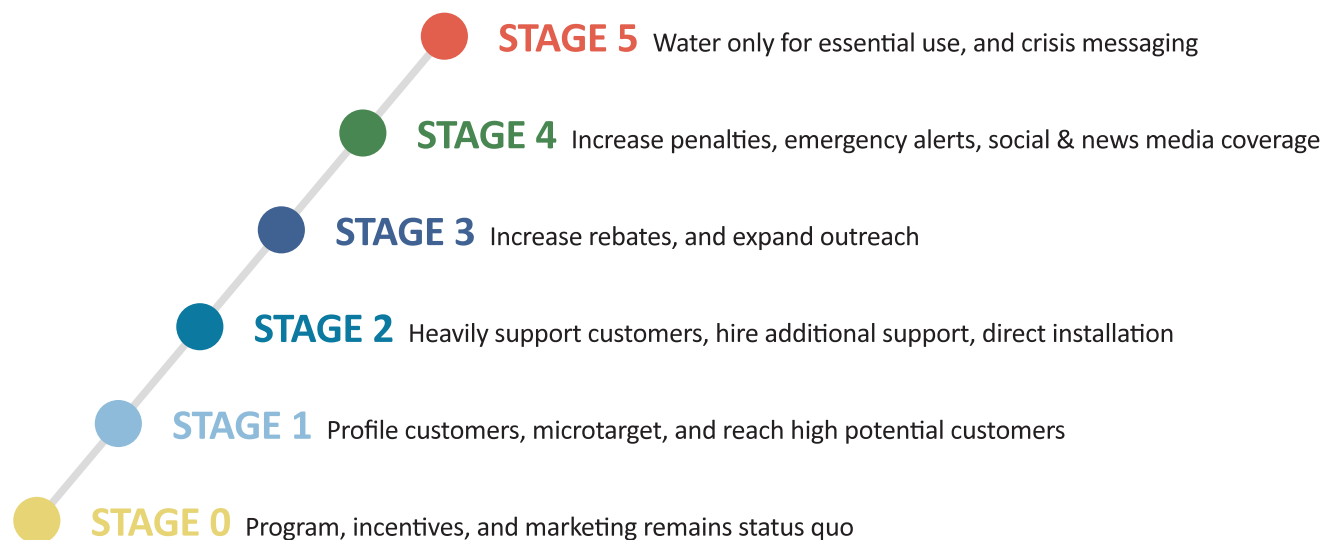 STAGE 5 Water only for essential use, and crisis messaging
STAGE 4 Increase penalties, emergency alerts, social & news media coverage
STAGE 3 Increase rebates, and expand outreach
STAGE 2 Heavily support customers, hire additional support, direct installation
STAGE 1 Profile customers, microtarget, and reach high potential customers
STAGE 0 Program, incentives, and marketing remains status quo